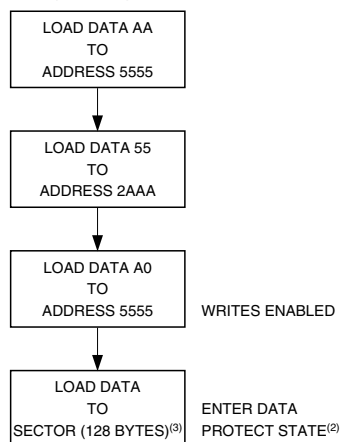 LOAD DATA AA
TO
ADDRESS 5555
LOAD DATA 55
TO
ADDRESS 2AAA
LOAD DATA A0
TO
ADDRESS 5555 WRITES ENABLED
LOAD DATA
TO ENTER DATA
SECTOR (128 BYTES)(3) PROTECT STATE(2)